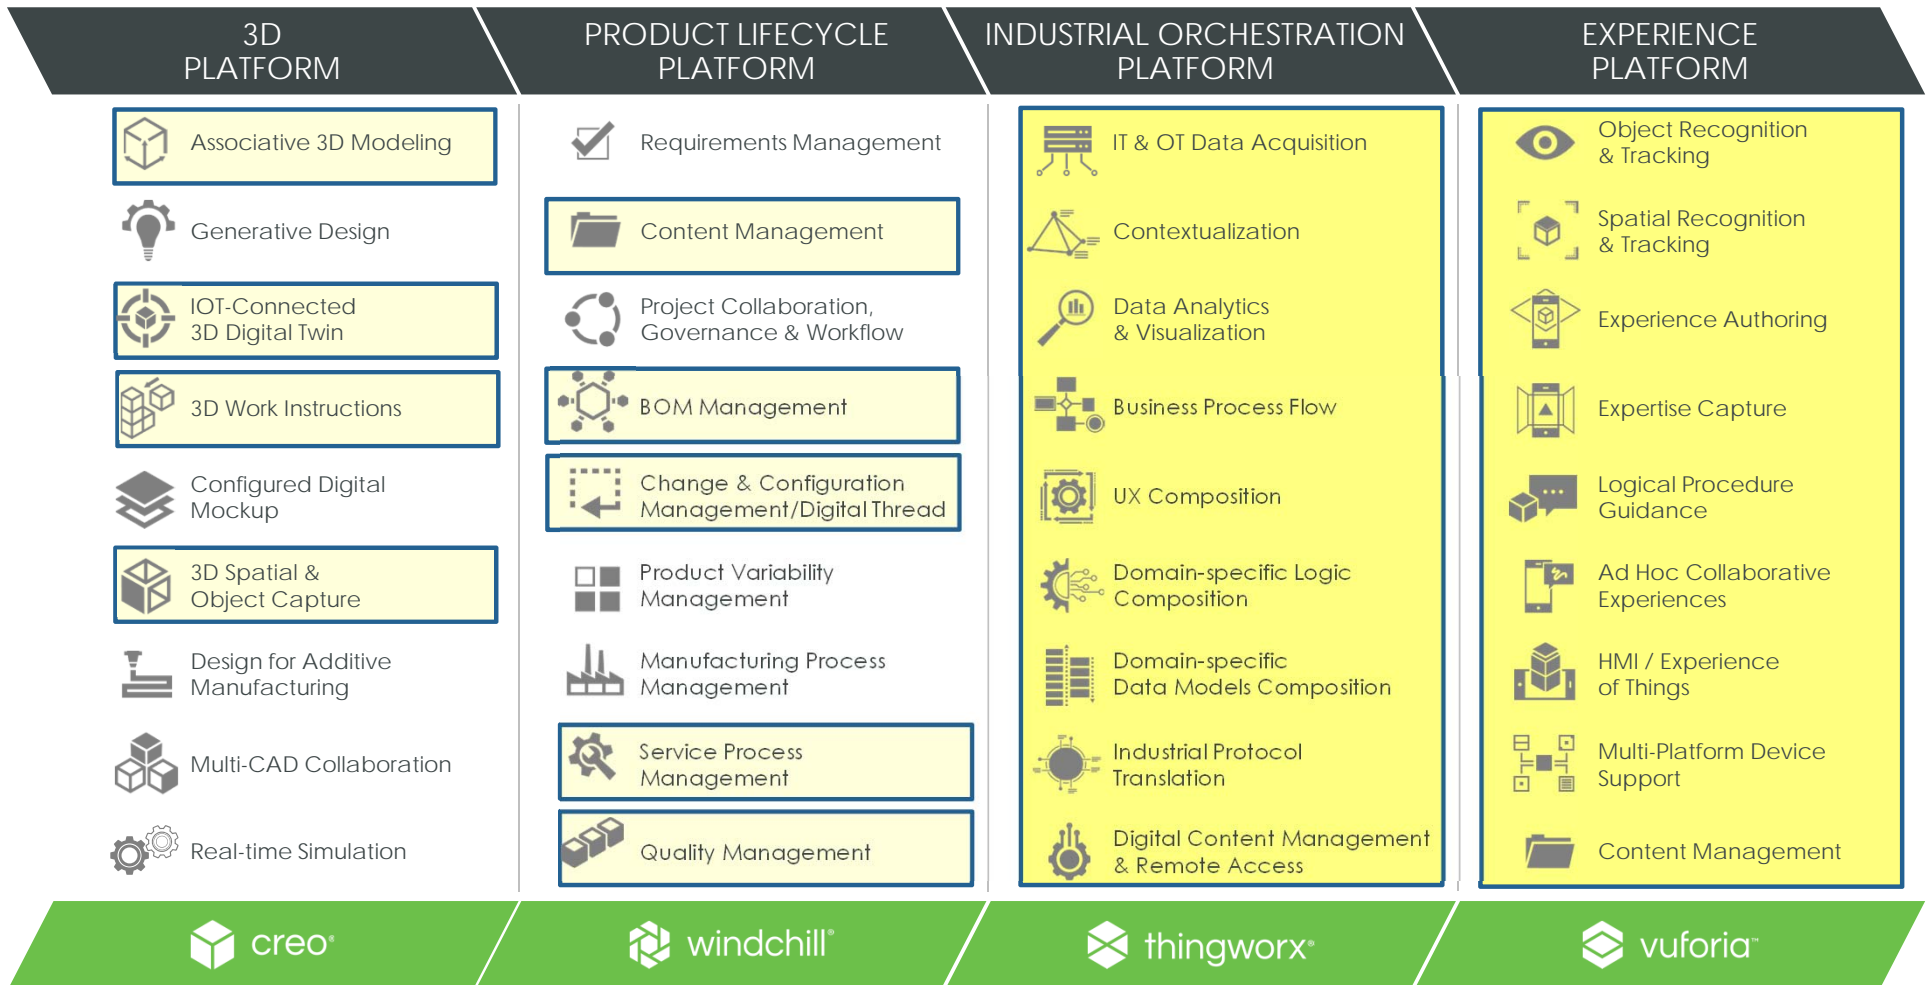 3D
PLATFORM
PRODUCT LIFECYCLE
PLATFORM
INDUSTRIAL ORCHESTRATION
PLATFORM
EXPERIENCE
PLATFORM
Associative 3D Modeling
Generative Design
IOT-Connected
3D Digital Twin
3D Work Instructions
Configured Digital
Mockup
3D Spatial &
Object Capture
Design for Additive
Manufacturing
Multi-CAD Collaboration
Real-time Simulation
Requirements Management
Content Management
Project Collaboration,
Governance & Workflow
BOM Management
Change & Configuration
Management/Digital Thread
Product Variability
Management
Manufacturing Process
Management
Service Process
Management
Quality Management
IT & OT Data Acquisition
Contextualization
Data Analytics
& Visualization
Business Process Flow
UX Composition
Domain-specific Logic
Composition
Domain-specific
Data Models Composition
Industrial Protocol
Translation
Digital Content Management
& Remote Access
Object Recognition
& Tracking
Spatial Recognition
& Tracking
Experience Authoring
Expertise Capture
Logical Procedure
Guidance
Ad Hoc Collaborative
Experiences
HMI / Experience
of Things
Multi-Platform Device
Support
Content Management
creo®
windchill®
thingworx®
vuforia™